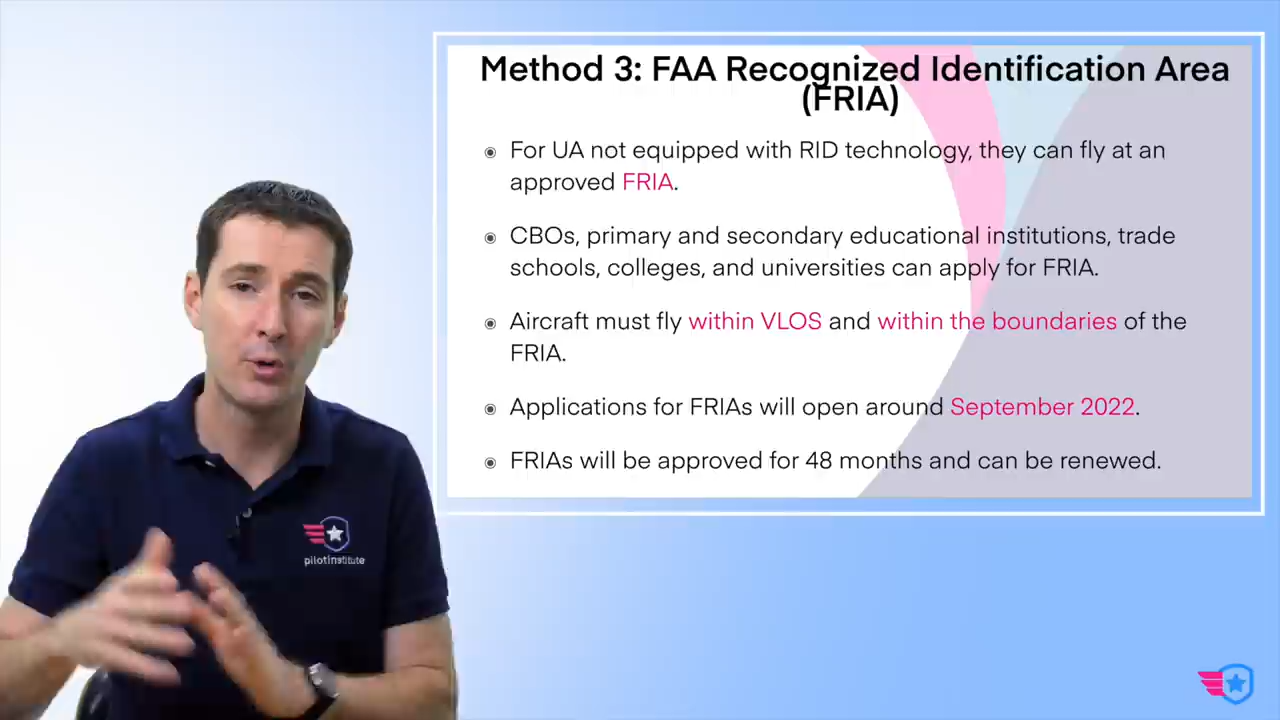 Method 3: FAA Recognized Identification Area
(FRIA)
For UA not equipped with RID technology, they can fly at an
approved FRIA.
CBOs, primary and secondary educational institutions, trade
schools, colleges, and universities can apply for FRIA.
Aircraft must fly within VLOS and within the boundaries of the
FRIA.
Applications for FRIAs will open around September 2022.
FRIAs will be approved for 48 months and can be renewed.
pilotinstitute